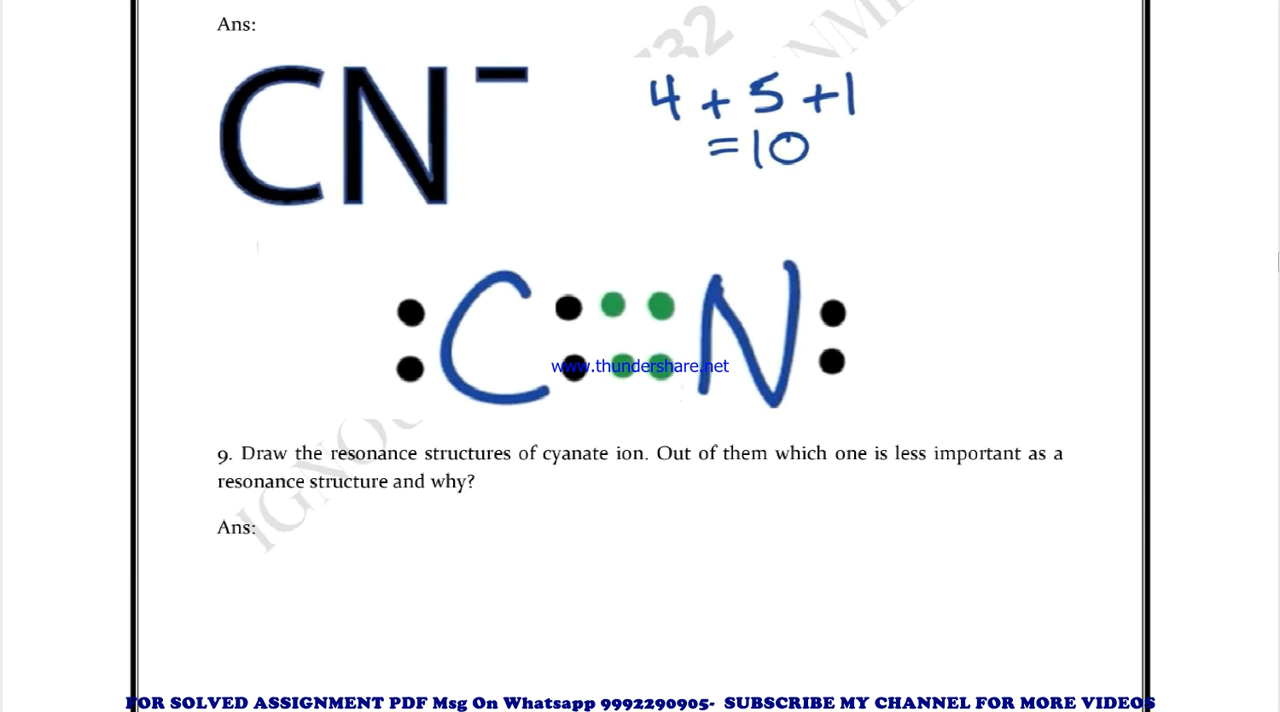 Ans:
CN⁻
4 + 5 + 1
= 10
: C ⋮⋮ N :
www.thundershare.net
9. Draw the resonance structures of cyanate ion. Out of them which one is less important as a
resonance structure and why?
Ans:
FOR SOLVED ASSIGNMENT PDF Msg On Whatsapp 9992290905- SUBSCRIBE MY CHANNEL FOR MORE VIDEOS